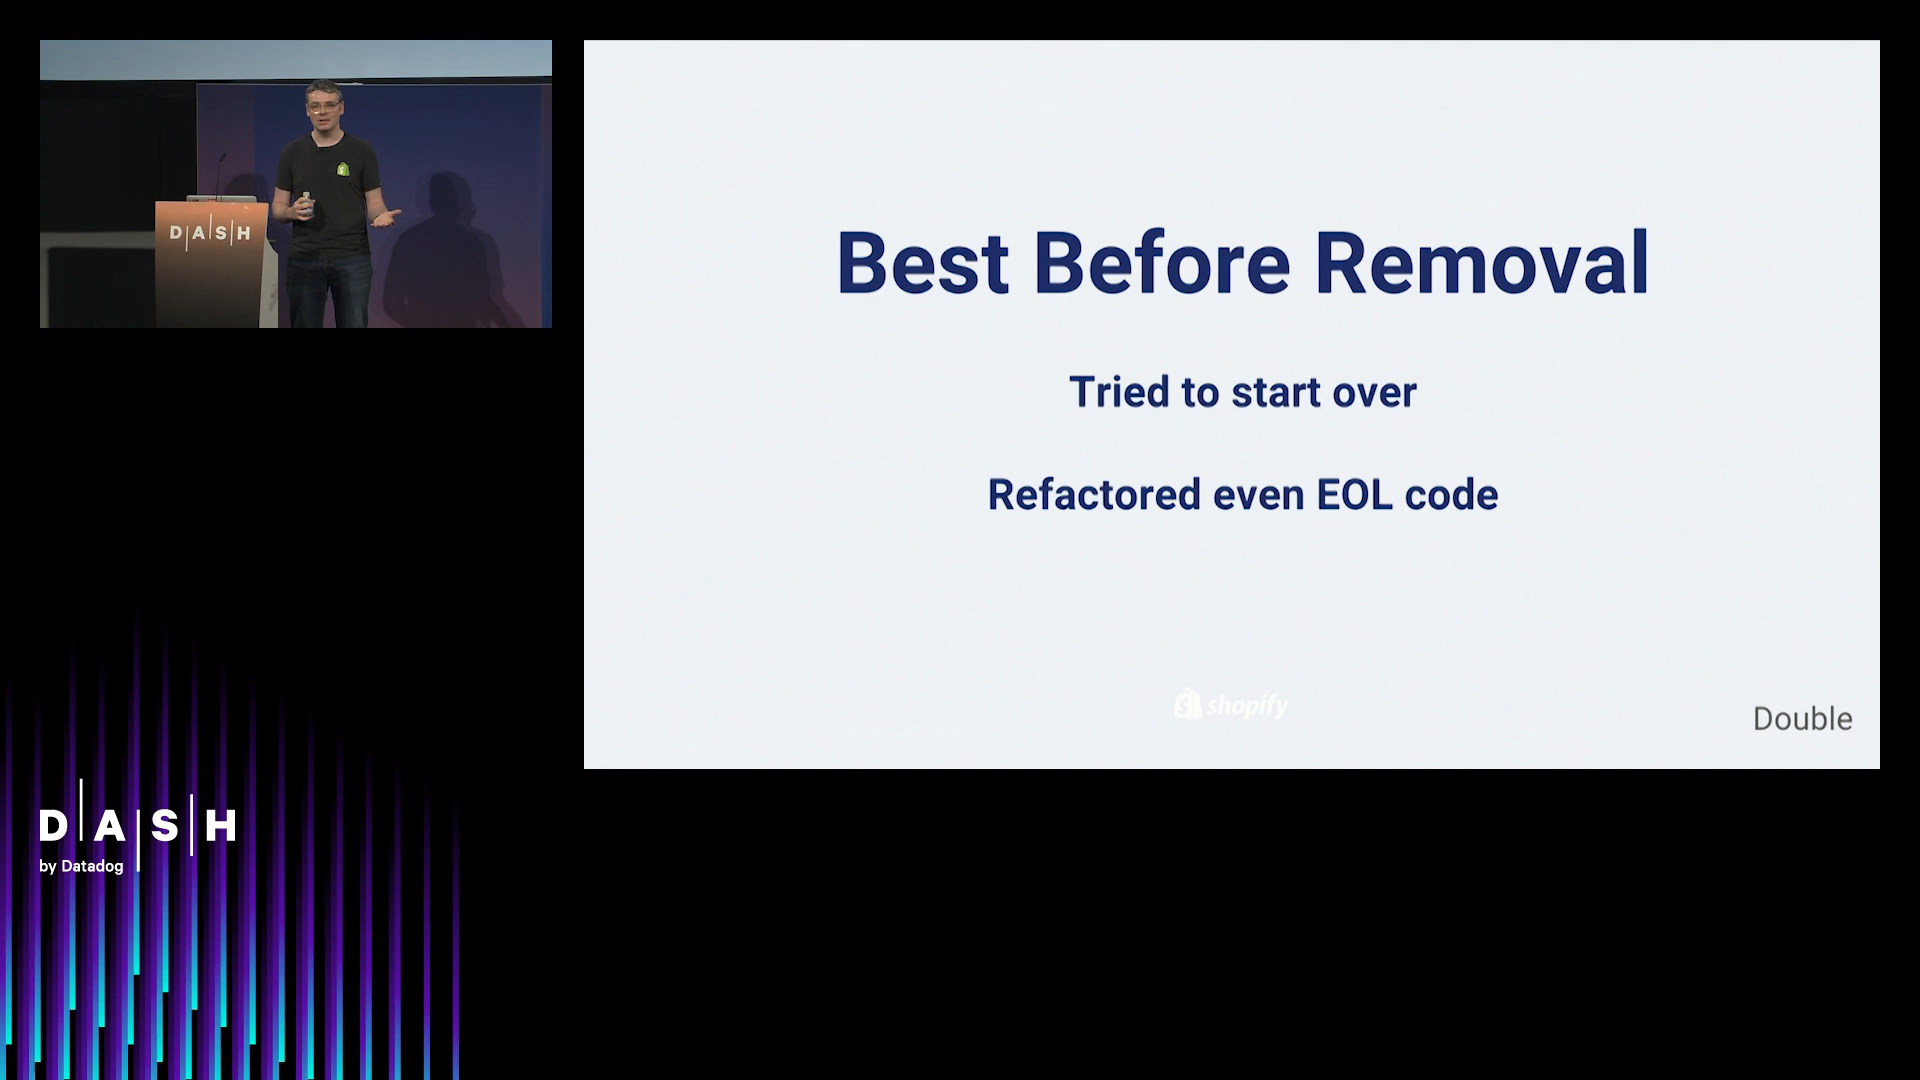 D|A|S|H
Best Before Removal
Tried to start over
Refactored even EOL code
shopify
Double
D|A|S|H
by Datadog